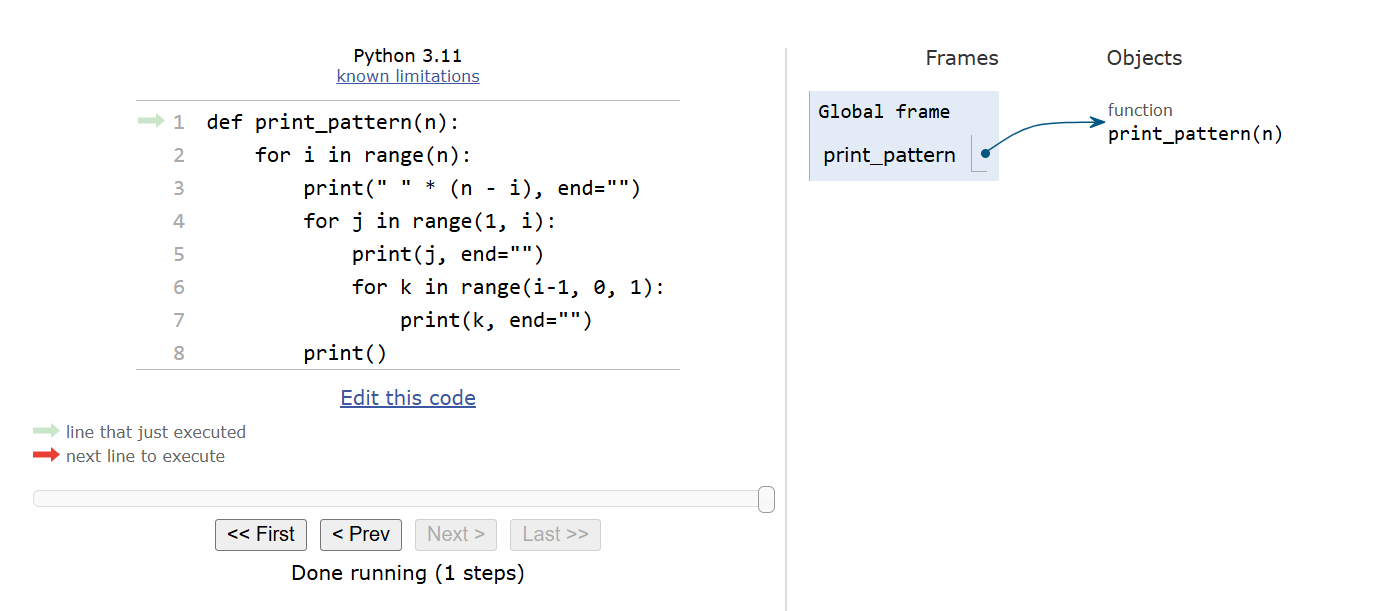 Python 3.11
known limitations
1 def print_pattern(n):
2     for i in range(n):
3         print(" " * (n - i), end="")
4         for j in range(1, i):
5             print(j, end="")
6             for k in range(i-1, 0, 1):
7                 print(k, end="")
8         print()
Edit this code
line that just executed
next line to execute
<< First < Prev Next > Last >>
Done running (1 steps)
Frames Objects
Global frame
print_pattern
function
print_pattern(n)